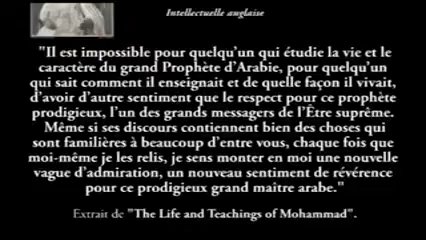 Intellectuelle anglaise
"Il est impossible pour quelqu'un qui étudie la vie et le
caractère du grand Prophète d'Arabie, pour quelqu'un
qui sait comment il enseignait et de quelle façon il vivait,
d'avoir d'autre sentiment que le respect pour ce prophète
prodigieux, l'un des grands messagers de l'Être suprême.
Même si ses discours contiennent bien des choses qui
sont familières à beaucoup d'entre vous, chaque fois que
moi-même je les relis, je sens monter en moi une nouvelle
vague d'admiration, un nouveau sentiment de révérence
pour ce prodigieux grand maître arabe."
Extrait de "The Life and Teachings of Mohammad".